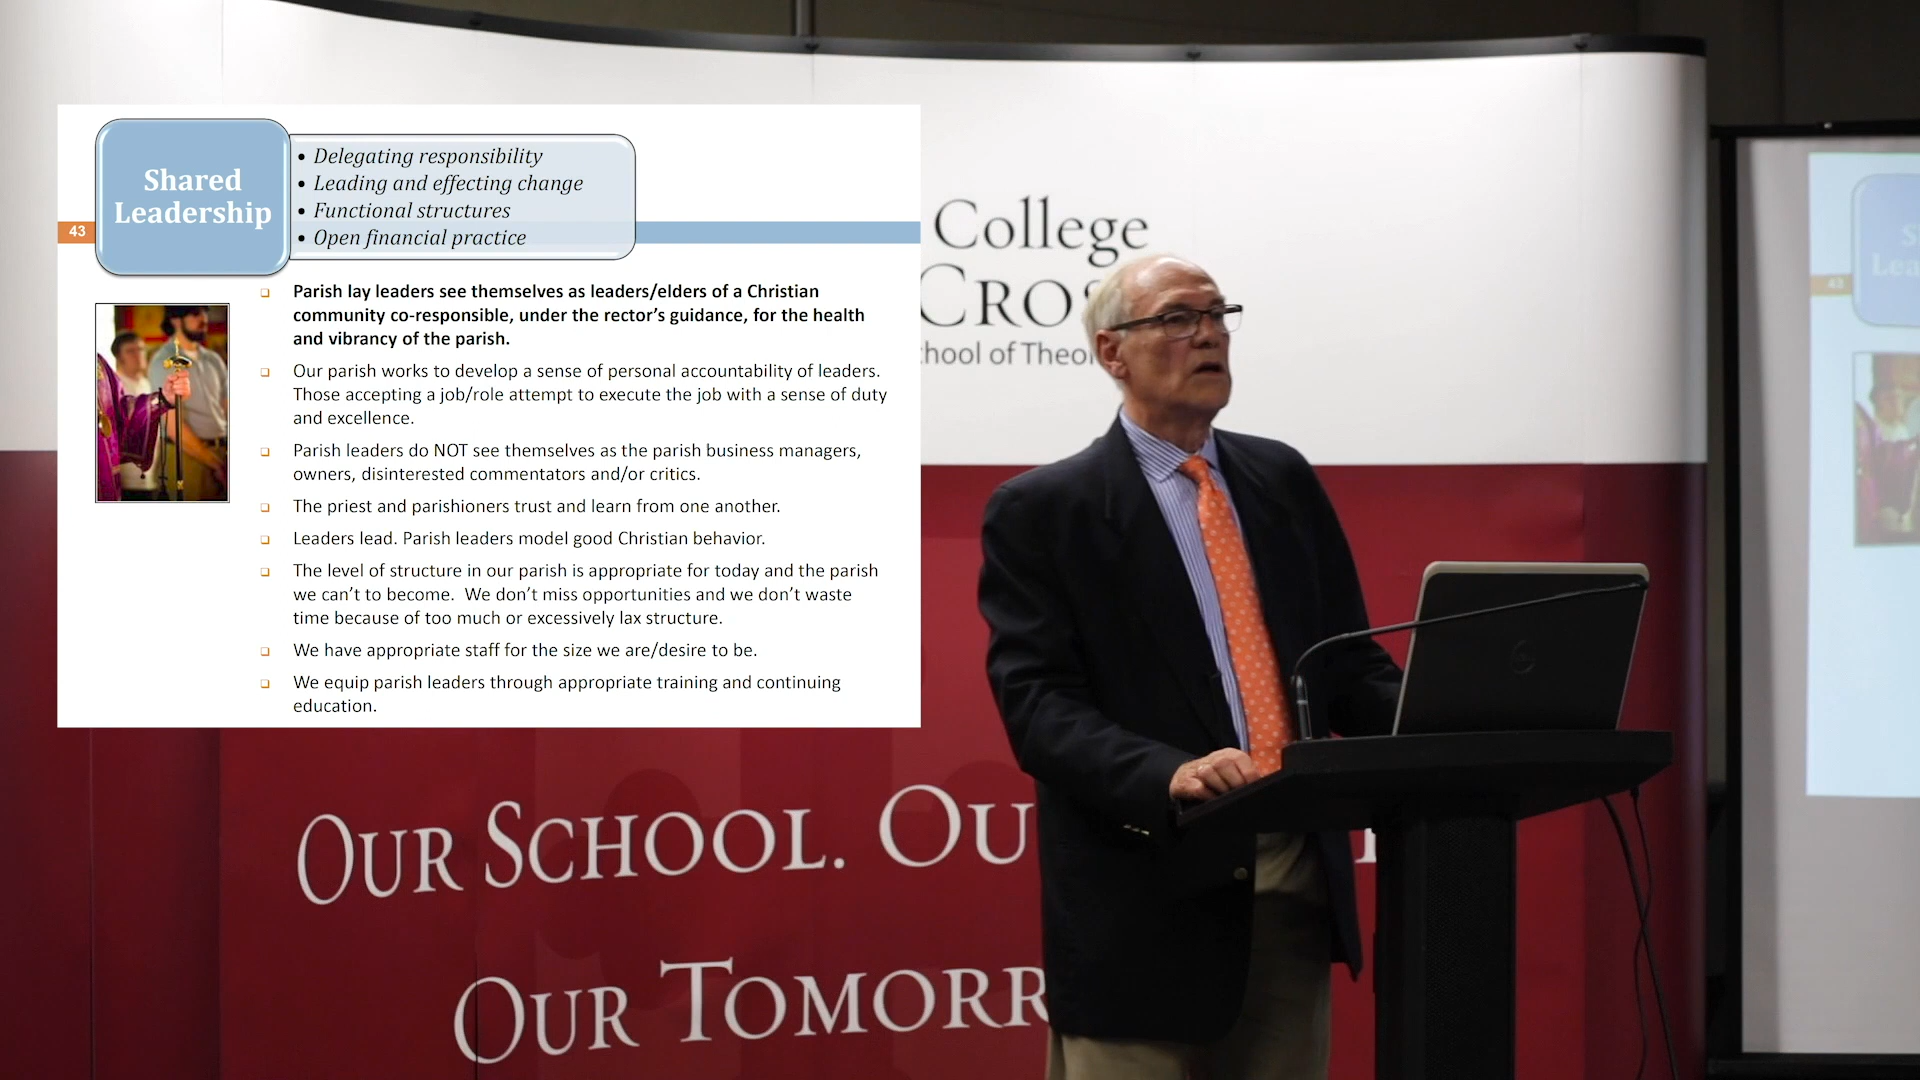 Shared
Leadership
• Delegating responsibility
• Leading and effecting change
• Functional structures
• Open financial practice
43
Parish lay leaders see themselves as leaders/elders of a Christian
community co-responsible, under the rector's guidance, for the health
and vibrancy of the parish.
Our parish works to develop a sense of personal accountability of leaders.
Those accepting a job/role attempt to execute the job with a sense of duty
and excellence.
Parish leaders do NOT see themselves as the parish business managers,
owners, disinterested commentators and/or critics.
The priest and parishioners trust and learn from one another.
Leaders lead. Parish leaders model good Christian behavior.
The level of structure in our parish is appropriate for today and the parish
we can't to become. We don't miss opportunities and we don't waste
time because of too much or excessively lax structure.
We have appropriate staff for the size we are/desire to be.
We equip parish leaders through appropriate training and continuing
education.
College
CROS
chool of Theol
OUR SCHOOL. OU
OUR TOMORR
43